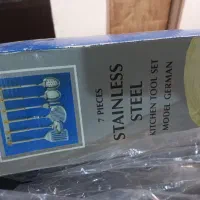 7 PIECES
STAINLESS
STEEL
KITCHEN TOOL SET
MODEL GERMAN